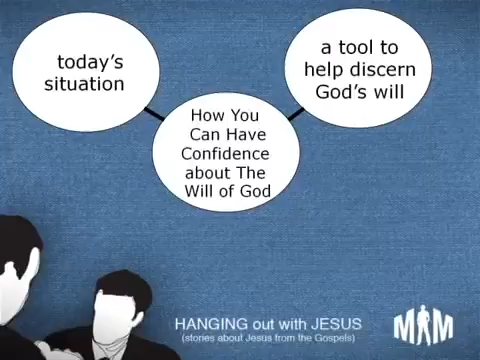 today's
situation
a tool to
help discern
God's will
How You
Can Have
Confidence
about The
Will of God
HANGING out with JESUS
(stories about Jesus from the Gospels)
MM